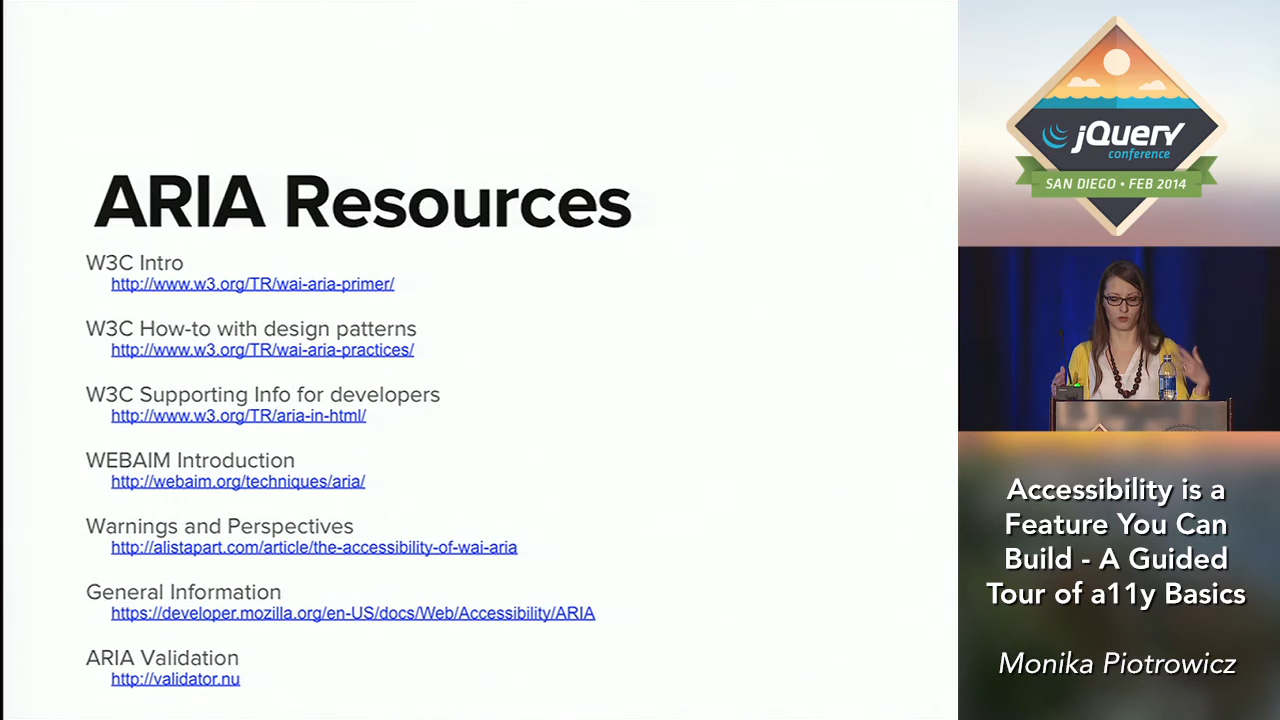 ARIA Resources
W3C Intro
http://www.w3.org/TR/wai-aria-primer/
W3C How-to with design patterns
http://www.w3.org/TR/wai-aria-practices/
W3C Supporting Info for developers
http://www.w3.org/TR/aria-in-html/
WEBAIM Introduction
http://webaim.org/techniques/aria/
Warnings and Perspectives
http://alistapart.com/article/the-accessibility-of-wai-aria
General Information
https://developer.mozilla.org/en-US/docs/Web/Accessibility/ARIA
ARIA Validation
http://validator.nu
jQuery
conference
SAN DIEGO • FEB 2014
Accessibility is a
Feature You Can
Build - A Guided
Tour of a11y Basics
Monika Piotrowicz